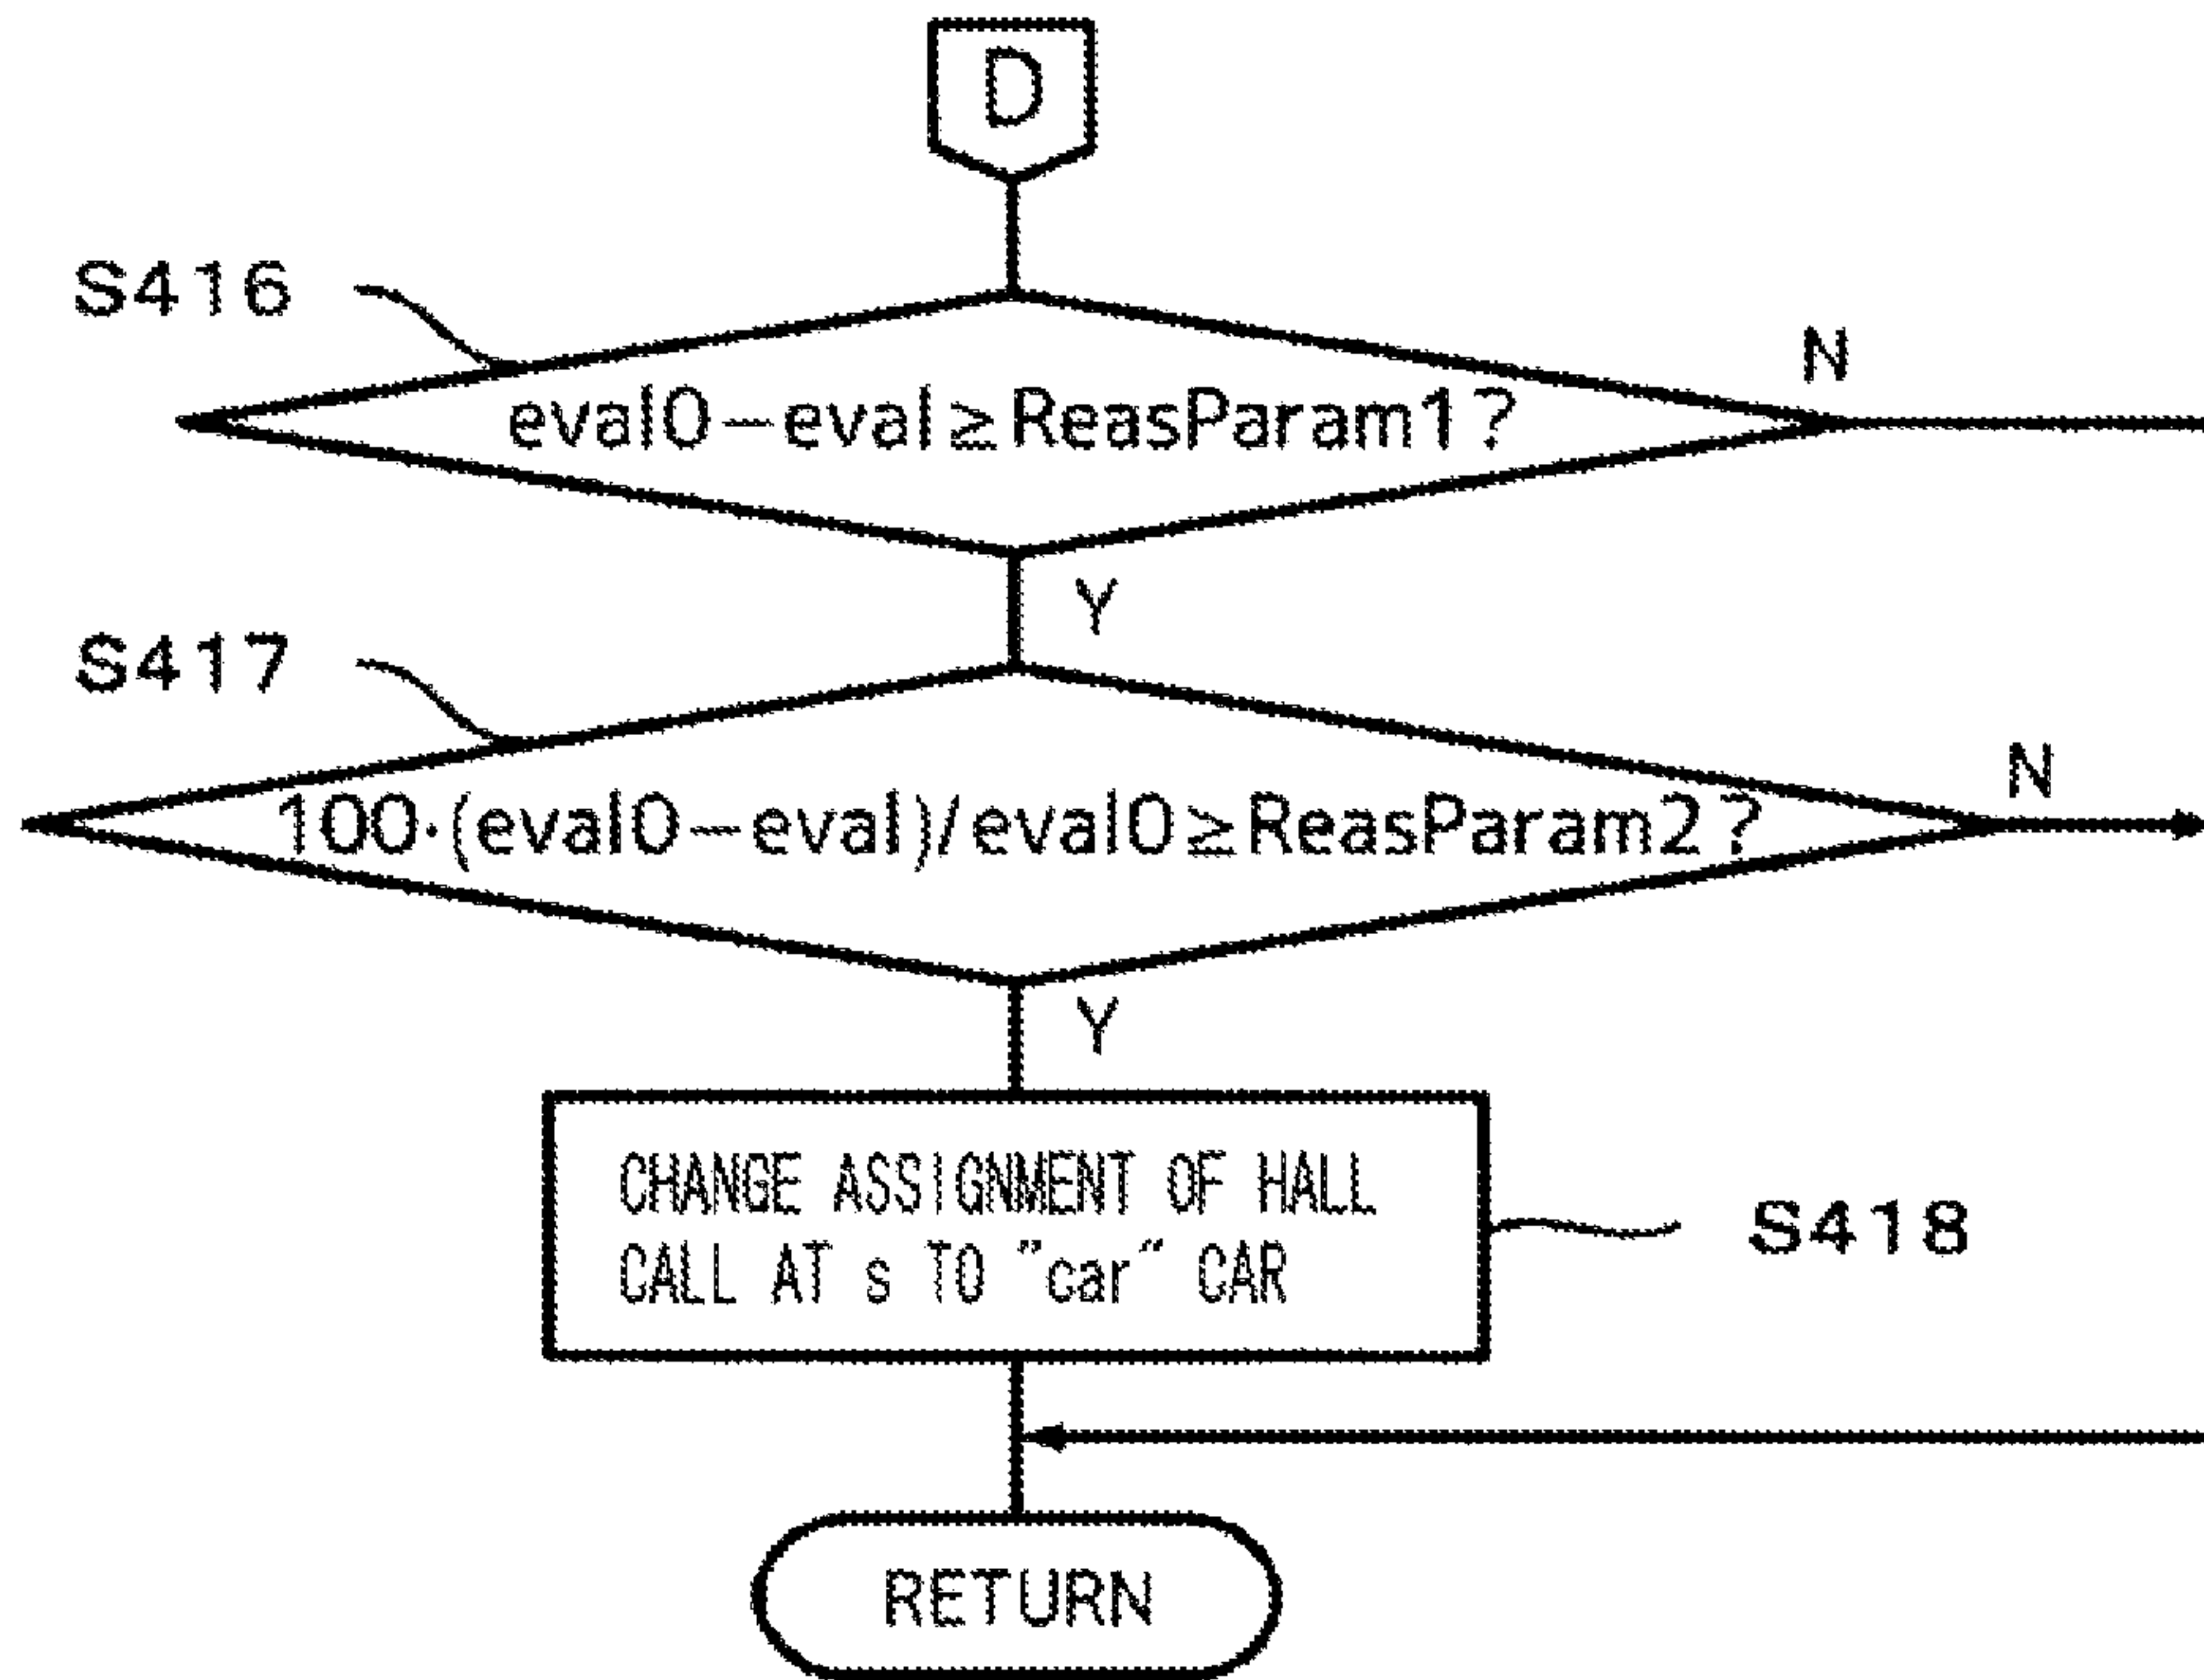 D
S416
eval0−eval≧ReasParam1?
N
Y
S417
100·(eval0−eval)/eval0≧ReasParam2?
N
Y
CHANGE ASSIGNMENT OF HALL
CALL AT s TO "car" CAR
S418
RETURN